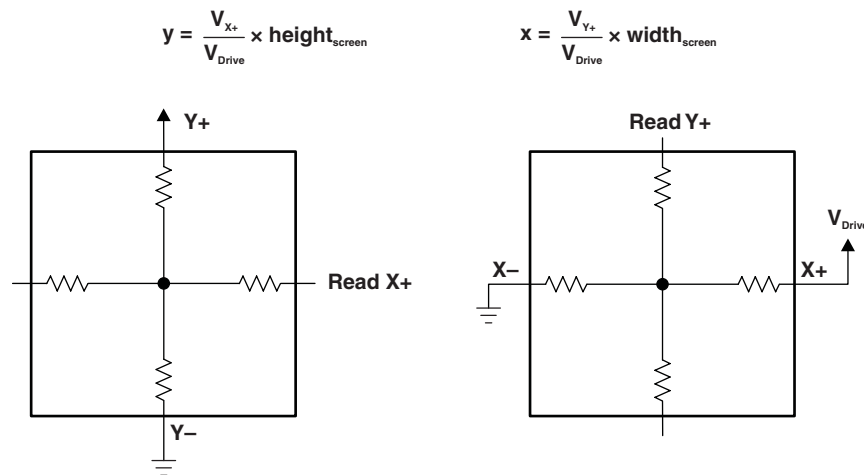 y = V_X+ / V_Drive × height_screen
x = V_Y+ / V_Drive × width_screen
Y+
Read X+
Y–
Read Y+
V_Drive
X–
X+